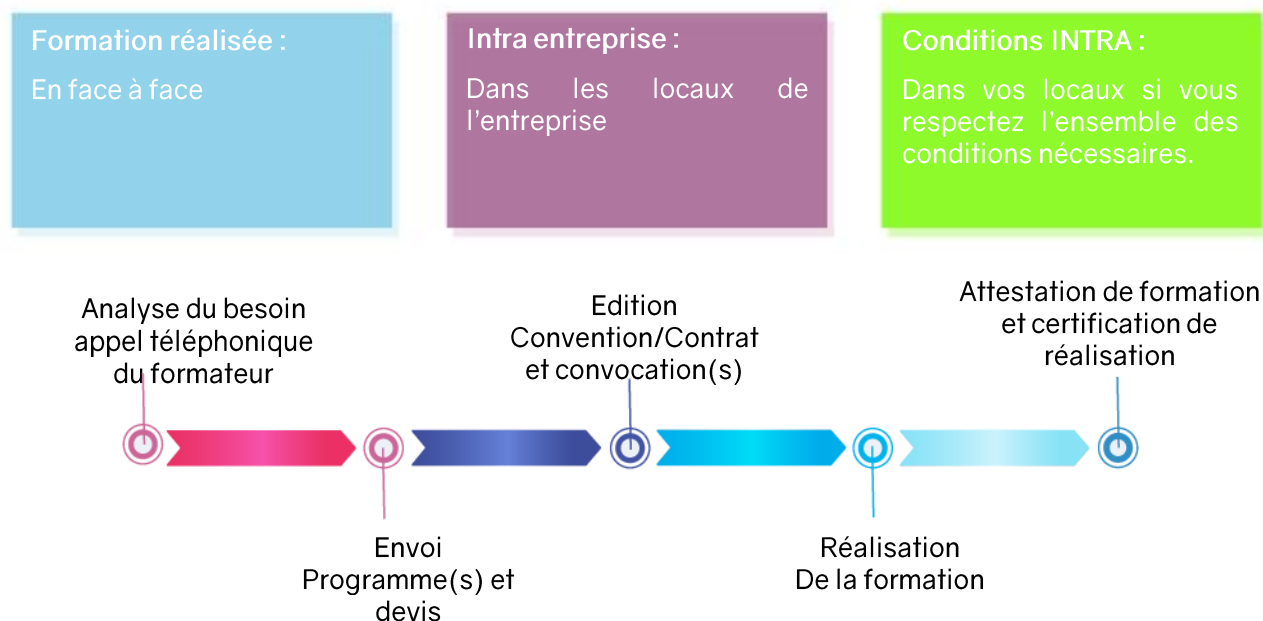 Formation réalisée :
En face à face
Intra entreprise :
Dans les locaux de
l'entreprise
Conditions INTRA :
Dans vos locaux si vous
respectez l'ensemble des
conditions nécessaires.
Analyse du besoin
appel téléphonique
du formateur
Edition
Convention/Contrat
et convocation(s)
Attestation de formation
et certification de
réalisation
Envoi
Programme(s) et
devis
Réalisation
De la formation